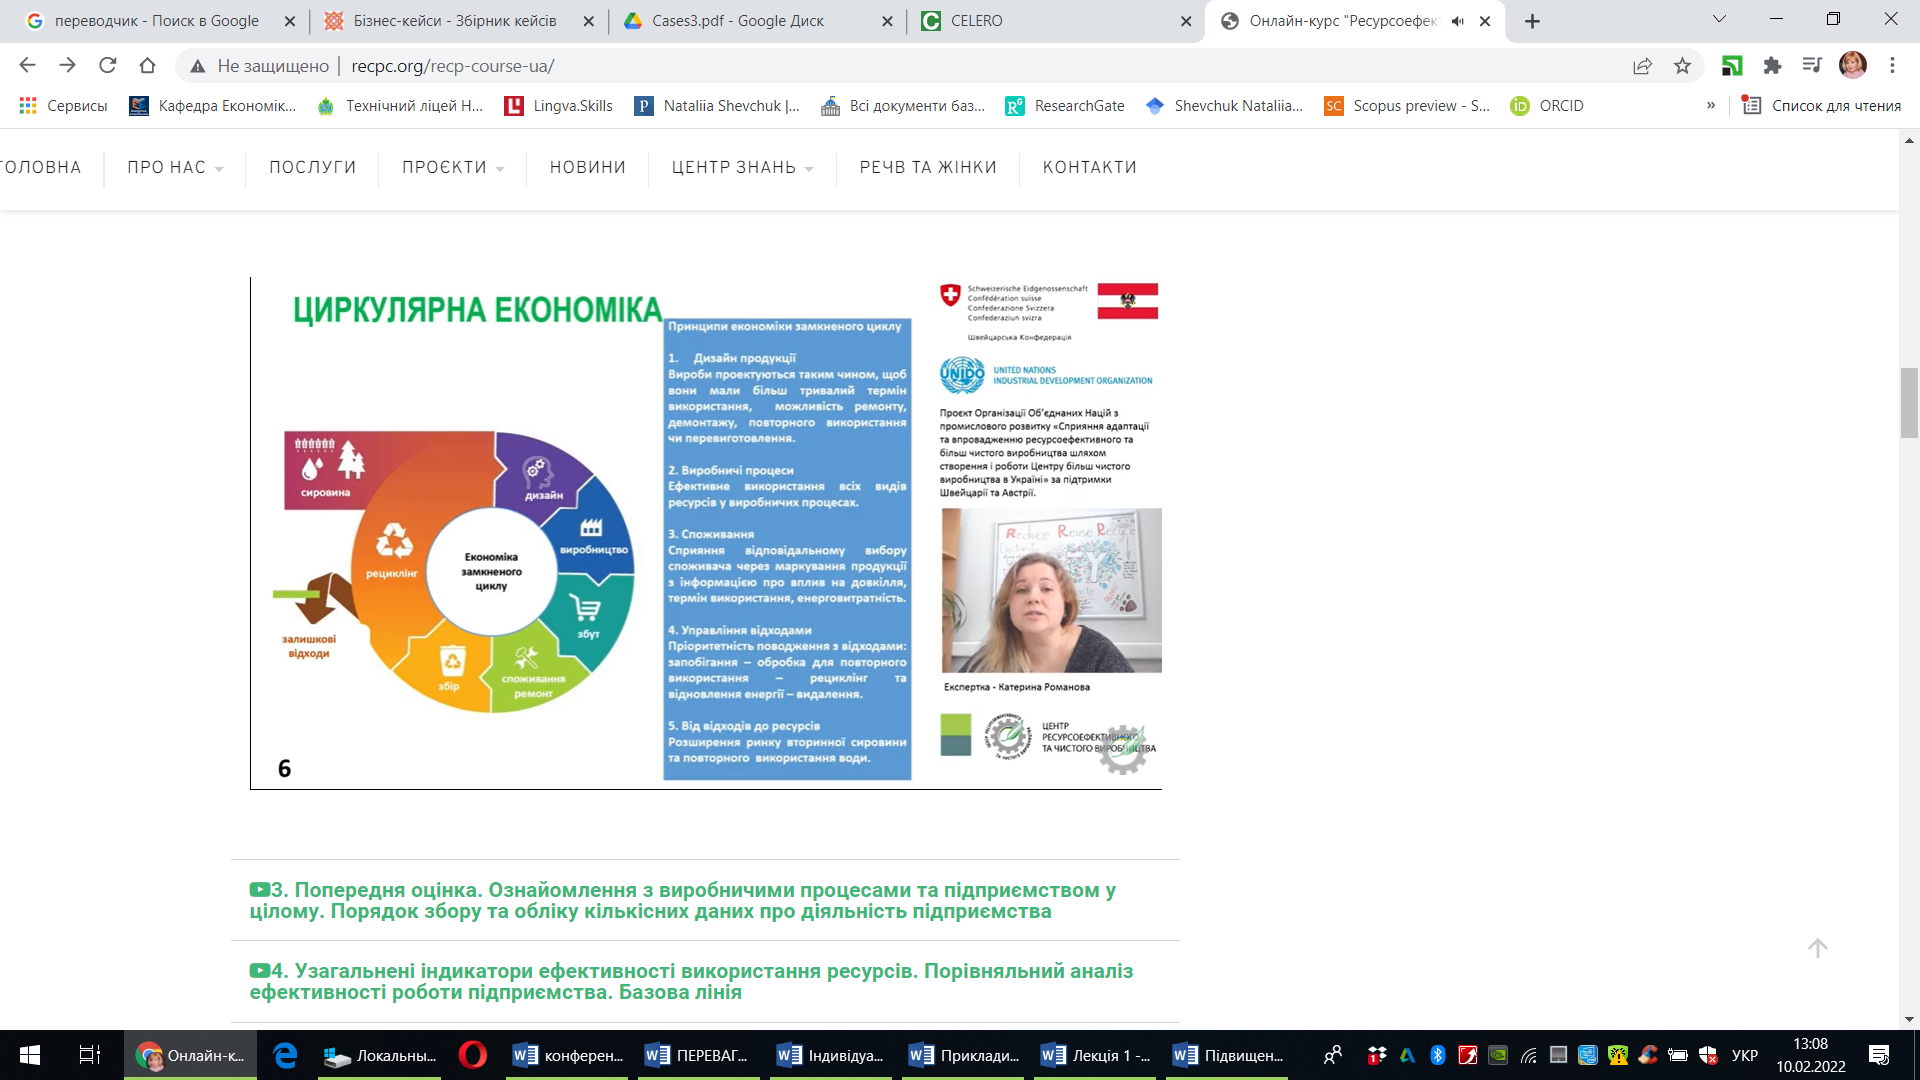 переводчик - Поиск в Google
Бізнес-кейси - Збірник кейсів
Cases3.pdf - Google Диск
CELERO
Онлайн-курс "Ресурсоефек
Не защищено
recpc.org/recp-course-ua/
Сервисы
Кафедра Економік...
Технічний ліцей Н...
Lingva.Skills
Nataliia Shevchuk |...
Всі документи баз...
ResearchGate
Shevchuk Nataliia...
Scopus preview - S...
ORCID
»
Список для чтения
ГОЛОВНА
ПРО НАС
ПОСЛУГИ
ПРОЄКТИ
НОВИНИ
ЦЕНТР ЗНАНЬ
РЕЧВ ТА ЖІНКИ
КОНТАКТИ
ЦИРКУЛЯРНА ЕКОНОМІКА
сировина
дизайн
виробництво
збут
споживання
ремонт
збір
рециклінг
залишкові
відходи
Економіка
замкненого
циклу
6
Принципи економіки замкненого циклу
1. Дизайн продукції
Вироби проектуються таким чином, щоб
вони мали більш тривалий термін
використання, можливість ремонту,
демонтажу, повторного використання
чи перевиготовлення.
2. Виробничі процеси
Ефективне використання всіх видів
ресурсів у виробничих процесах.
3. Споживання
Сприяння відповідальному вибору
споживача через маркування продукції
з інформацією про вплив на довкілля,
термін використання, енерговитратність.
4. Управління відходами
Пріоритетність поводження з відходами:
запобігання – обробка для повторного
використання – рециклінг та
відновлення енергії – видалення.
5. Від відходів до ресурсів
Розширення ринку вторинної сировини
та повторного використання води.
Schweizerische Eidgenossenschaft
Confédération suisse
Confederazione Svizzera
Confederaziun svizra
Швейцарська Конфедерація
UNIDO
UNITED NATIONS
INDUSTRIAL DEVELOPMENT ORGANIZATION
Проєкт Організації Об'єднаних Націй з
промислового розвитку «Сприяння адаптації
та впровадженню ресурсоефективного та
більш чистого виробництва шляхом
створення і роботи Центру більш чистого
виробництва в Україні» за підтримки
Швейцарії та Австрії.
Reduce Reuse Recycle
Експертка - Катерина Романова
ЦЕНТР
РЕСУРСОЕФЕКТИВНОГО
ТА ЧИСТОГО ВИРОБНИЦТВА
3. Попередня оцінка. Ознайомлення з виробничими процесами та підприємством у
цілому. Порядок збору та обліку кількісних даних про діяльність підприємства
4. Узагальнені індикатори ефективності використання ресурсів. Порівняльний аналіз
ефективності роботи підприємства. Базова лінія
Онлайн-к...
Локальны...
конферен...
ПЕРЕВАГ...
Індивідуа...
Приклади...
Лекція 1 -...
Підвищен...
УКР
13:08
10.02.2022